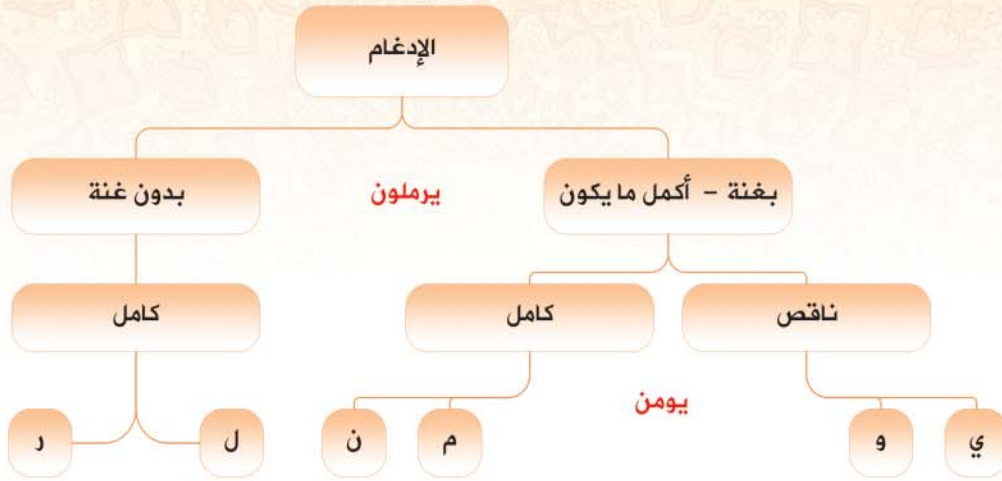 الإدغام
بغنة – أكمل ما يكون
يرملون
بدون غنة
ناقص
كامل
كامل
يومن
ي
و
م
ن
ل
ر